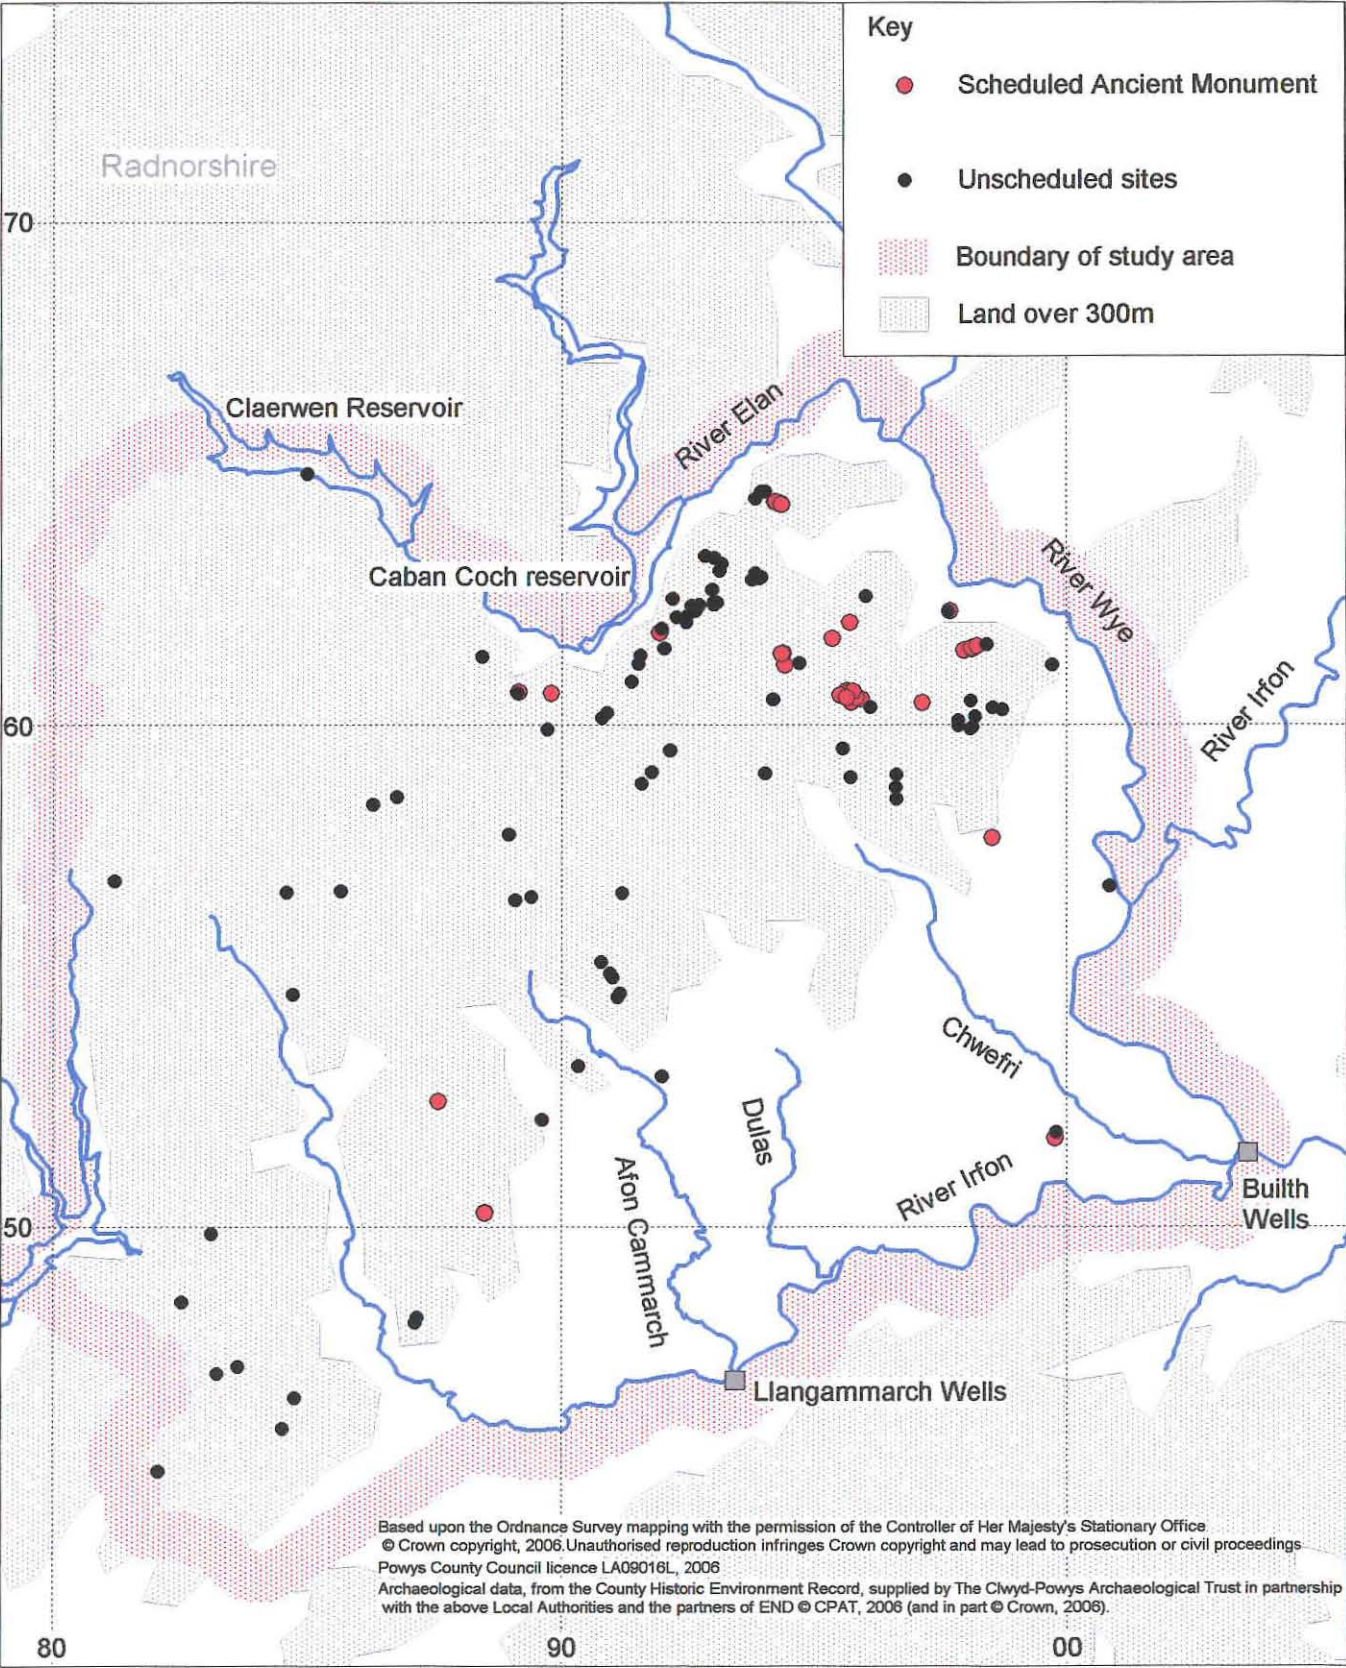 Key
Scheduled Ancient Monument
Unscheduled sites
Boundary of study area
Land over 300m
Radnorshire
70
Claerwen Reservoir
River Elan
Caban Coch reservoir
River Wye
River Irfon
60
Chwefri
Dulas
Afon Cammarch
River Irfon
Builth
Wells
50
Llangammarch Wells
Based upon the Ordnance Survey mapping with the permission of the Controller of Her Majesty's Stationary Office
© Crown copyright, 2006.Unauthorised reproduction infringes Crown copyright and may lead to prosecution or civil proceedings
Powys County Council licence LA09016L, 2006
Archaeological data, from the County Historic Environment Record, supplied by The Clwyd-Powys Archaeological Trust in partnership
with the above Local Authorities and the partners of END © CPAT, 2006 (and in part © Crown, 2006).
80
90
00